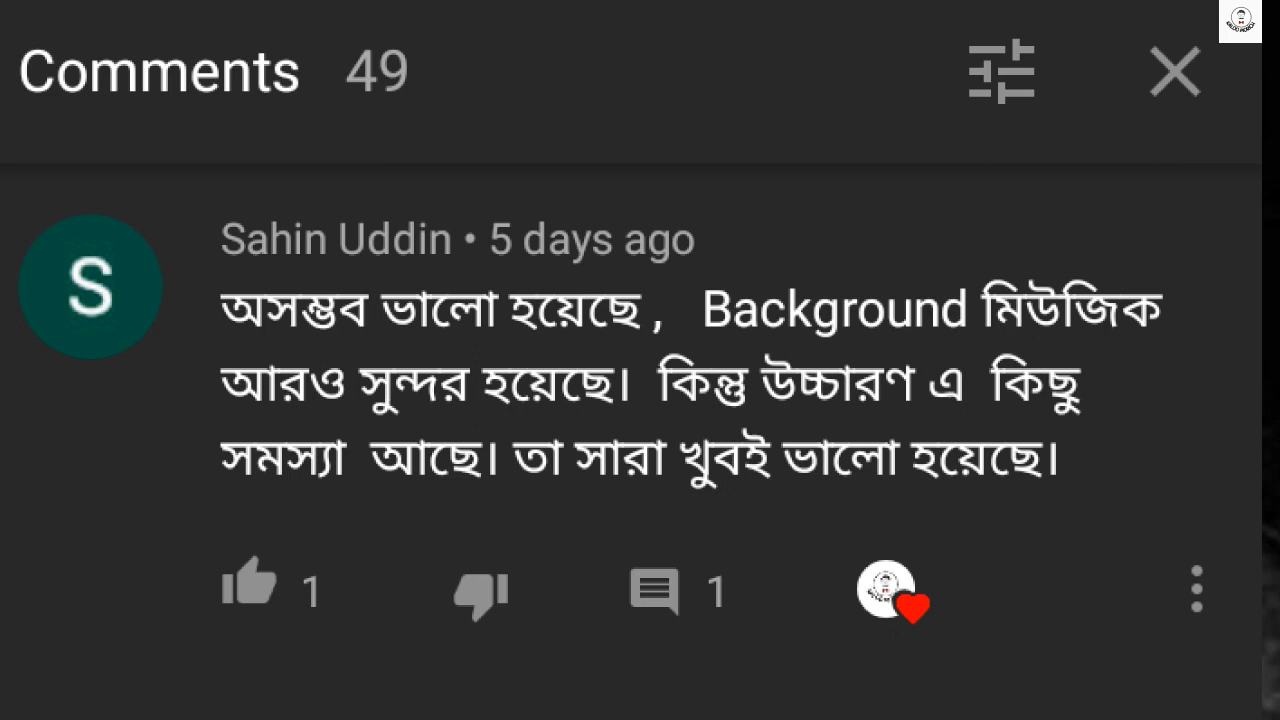 Comments 49
Sahin Uddin • 5 days ago
অসম্ভব ভালো হয়েছে , Background মিউজিক
আরও সুন্দর হয়েছে। কিন্তু উচ্চারণ এ কিছু
সমস্যা আছে। তা সারা খুবই ভালো হয়েছে।
1 1